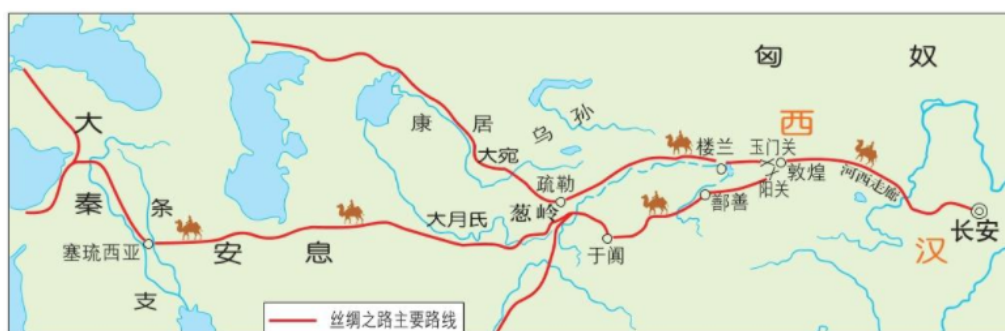 匈奴
西汉
大秦
康居
乌孙
大宛
楼兰
玉门关
敦煌
阳关
河西走廊
疏勒
葱岭
鄯善
长安
大月氏
条支
塞琉西亚
安息
于阗
丝绸之路主要路线